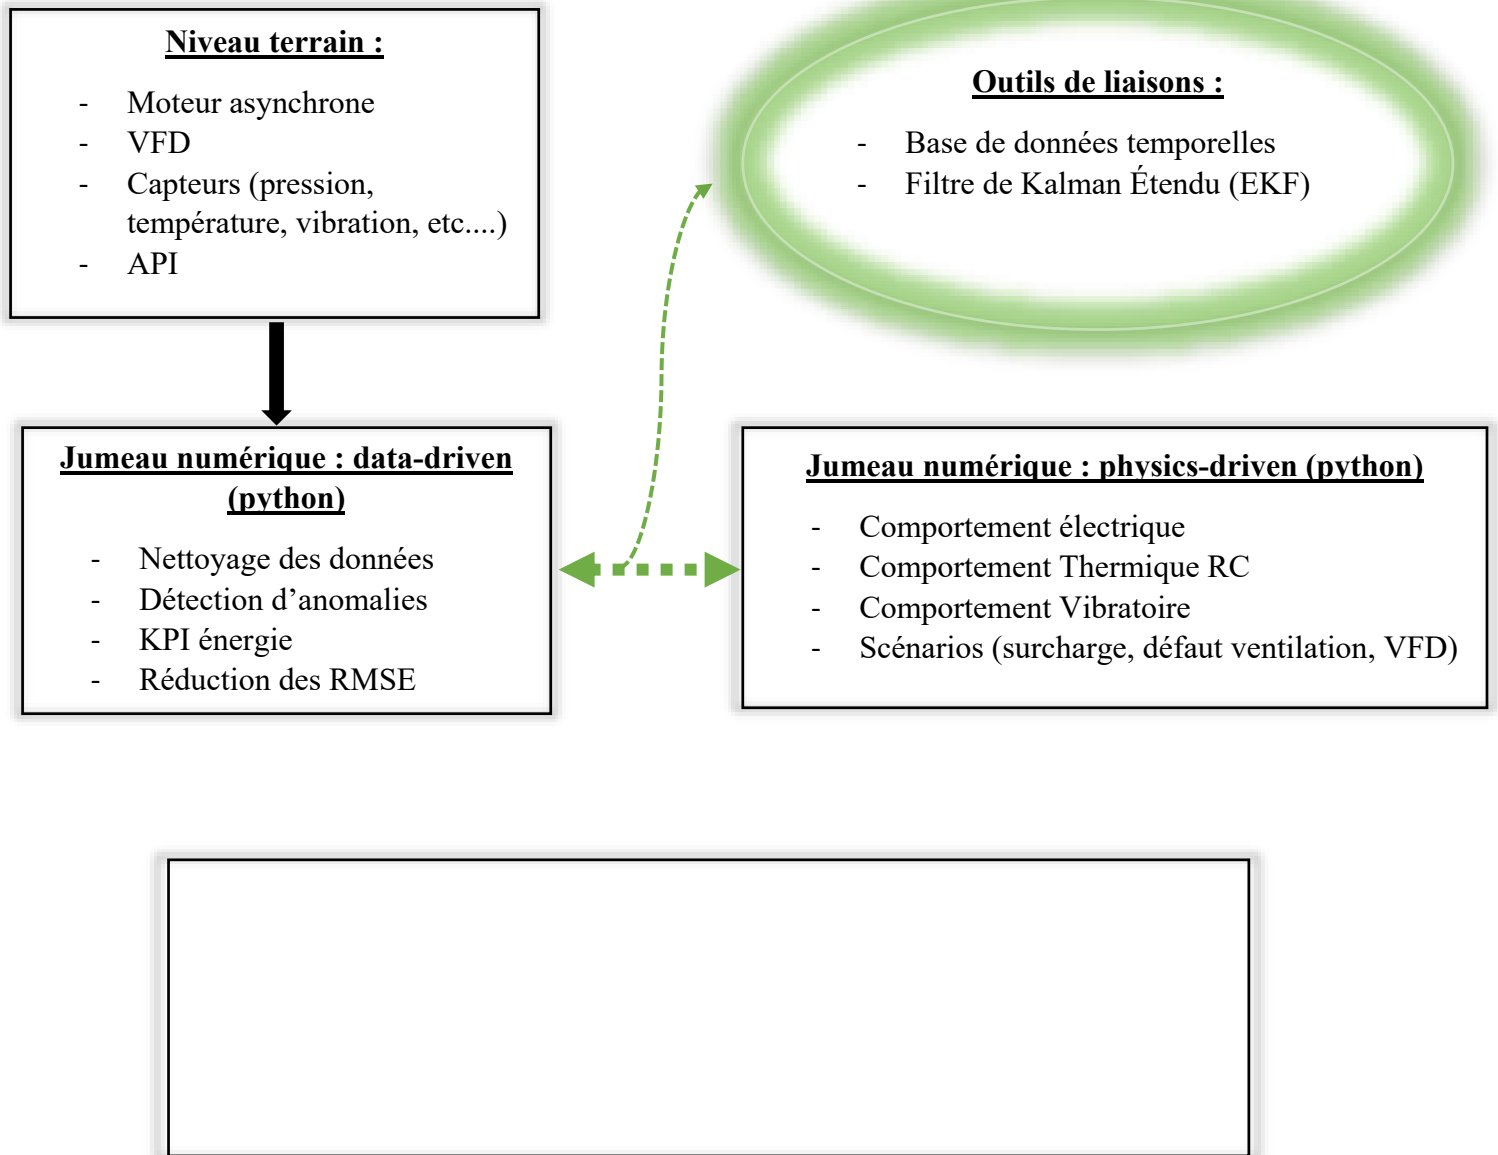 Niveau terrain :
- Moteur asynchrone
- VFD
- Capteurs (pression,
température, vibration, etc....)
- API
Outils de liaisons :
- Base de données temporelles
- Filtre de Kalman Étendu (EKF)
Jumeau numérique : data-driven
(python)
- Nettoyage des données
- Détection d’anomalies
- KPI énergie
- Réduction des RMSE
Jumeau numérique : physics-driven (python)
- Comportement électrique
- Comportement Thermique RC
- Comportement Vibratoire
- Scénarios (surcharge, défaut ventilation, VFD)